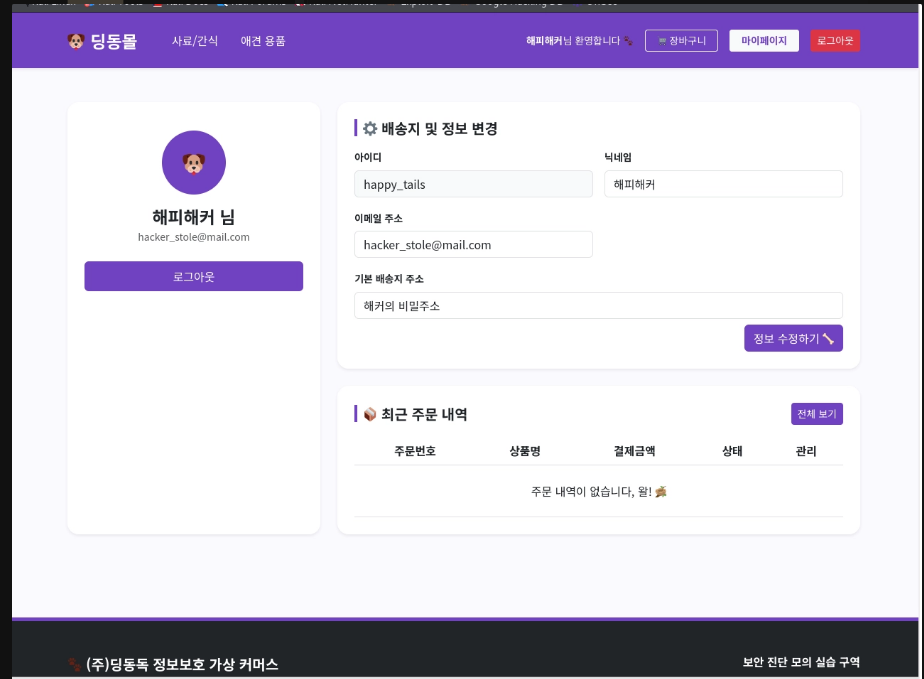 딩동몰 사료/간식 애견 용품 해피해커님 환영합니다 장바구니 마이페이지 로그아웃
해피해커 님
hacker_stole@mail.com
로그아웃
배송지 및 정보 변경
아이디 닉네임
happy_tails 해피해커
이메일 주소
hacker_stole@mail.com
기본 배송지 주소
해커의 비밀주소
정보 수정하기
최근 주문 내역 전체 보기
주문번호 상품명 결제금액 상태 관리
주문 내역이 없습니다, 왈!
(주)딩동독 정보보호 가상 커머스 보안 진단 모의 실습 구역